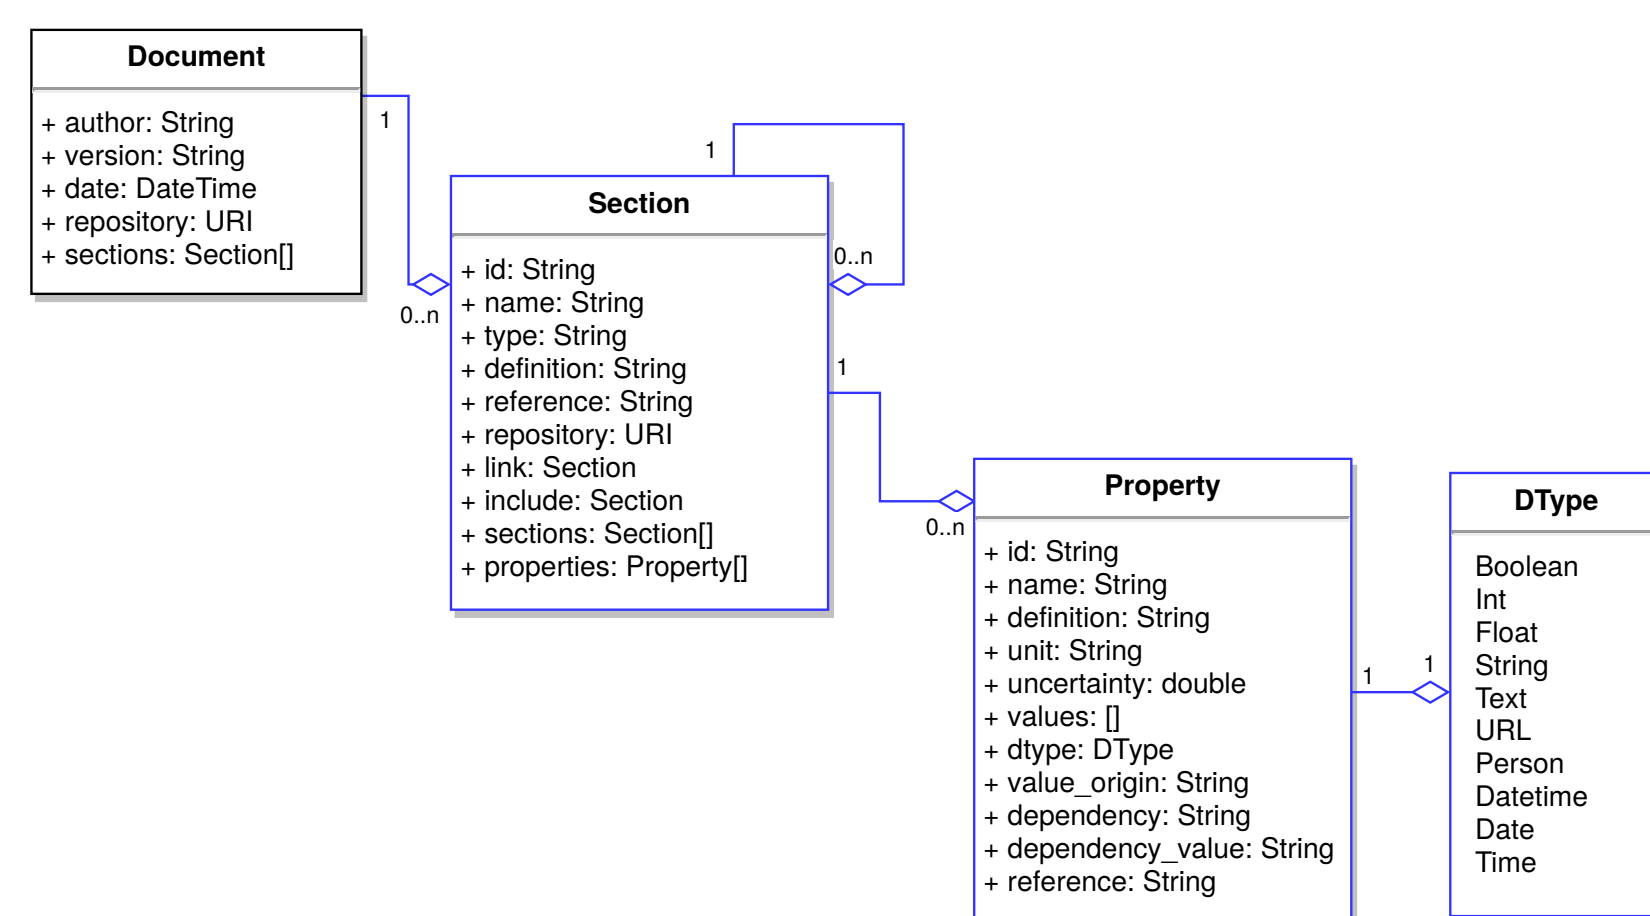 Document
+ author: String
+ version: String
+ date: DateTime
+ repository: URI
+ sections: Section[]
1
0..n
1
0..n
Section
+ id: String
+ name: String
+ type: String
+ definition: String
+ reference: String
+ repository: URI
+ link: Section
+ include: Section
+ sections: Section[]
+ properties: Property[]
1
0..n
Property
+ id: String
+ name: String
+ definition: String
+ unit: String
+ uncertainty: double
+ values: []
+ dtype: DType
+ value_origin: String
+ dependency: String
+ dependency_value: String
+ reference: String
1
1
DType
Boolean
Int
Float
String
Text
URL
Person
Datetime
Date
Time